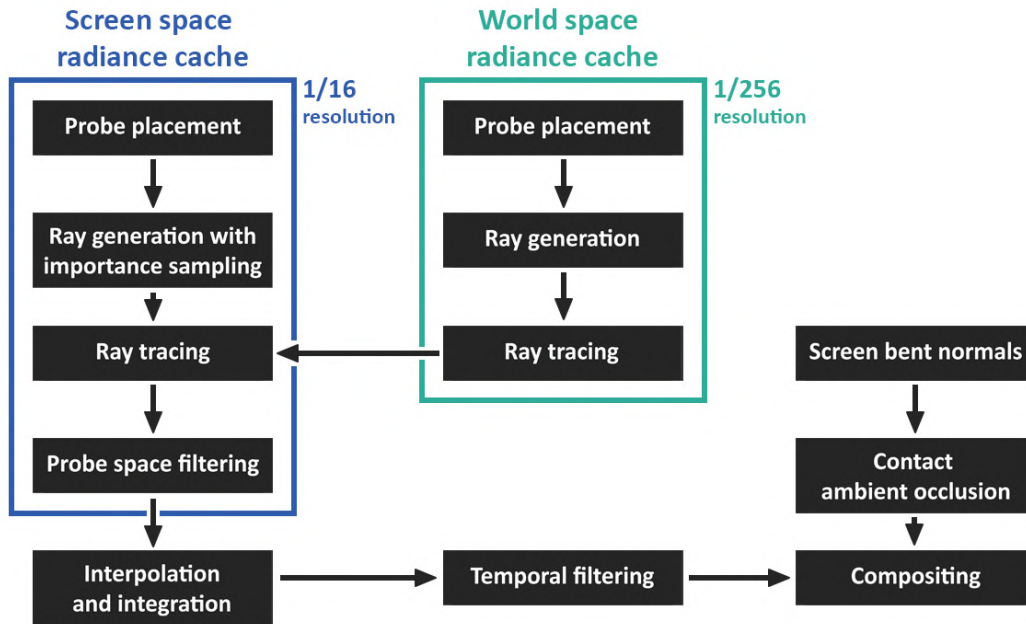 Screen space
radiance cache
1/16
resolution
Probe placement
Ray generation with
importance sampling
Ray tracing
Probe space filtering
Interpolation
and integration
World space
radiance cache
1/256
resolution
Probe placement
Ray generation
Ray tracing
Temporal filtering
Screen bent normals
Contact
ambient occlusion
Compositing